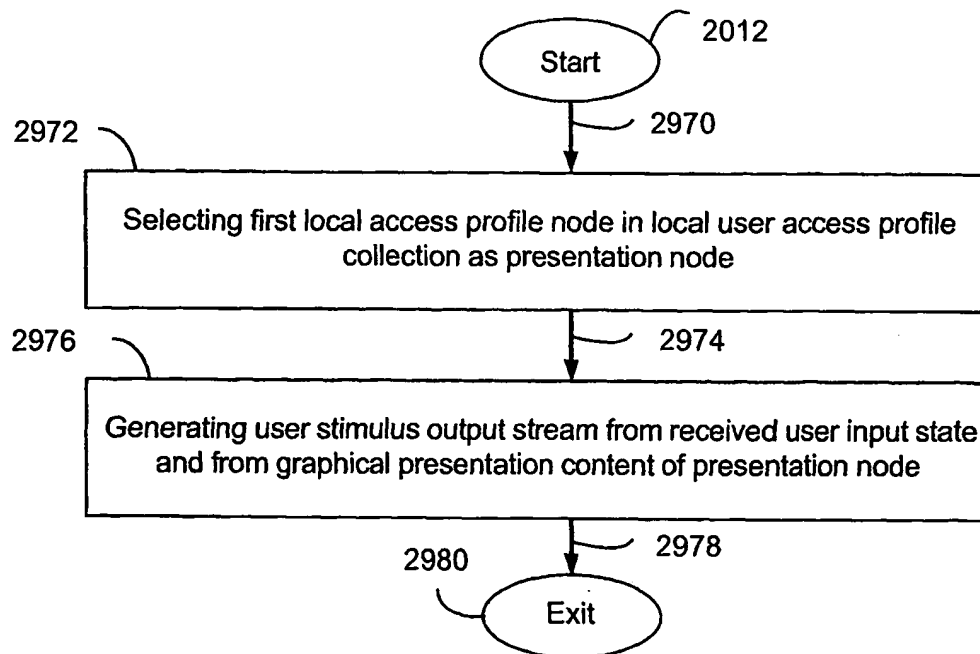 2012
Start
2970
2972
Selecting first local access profile node in local user access profile
collection as presentation node
2974
2976
Generating user stimulus output stream from received user input state
and from graphical presentation content of presentation node
2978
2980
Exit